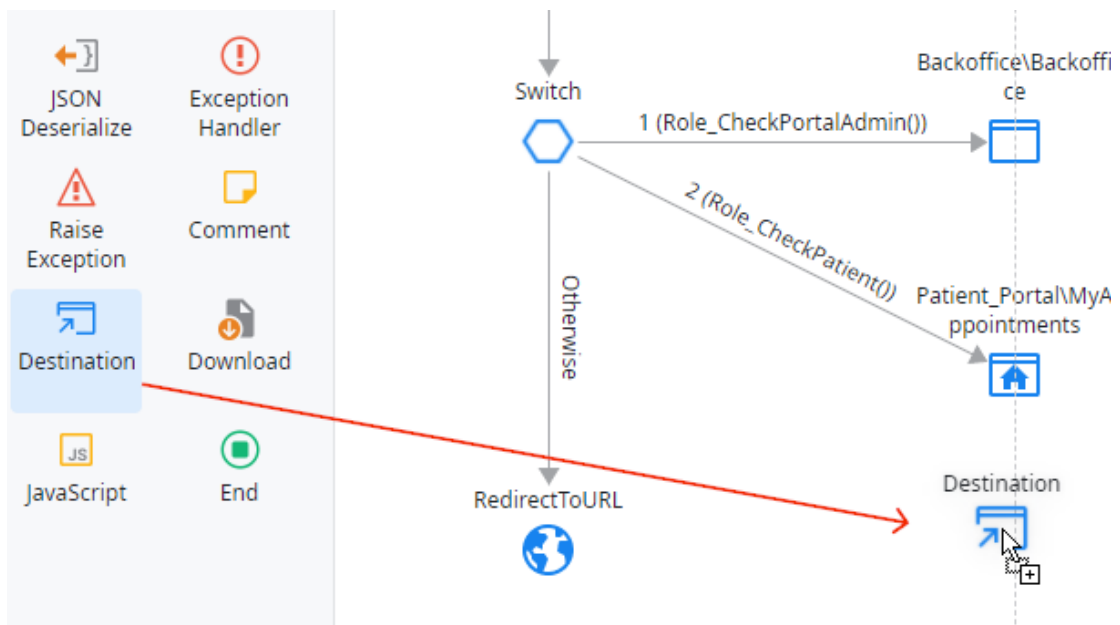 JSON
Deserialize
Exception
Handler
Raise
Exception
Comment
Destination
Download
JS
JavaScript
End
Switch
1 (Role_CheckPortalAdmin())
Backoffice\Backoffi
ce
2 (Role_CheckPatient())
Otherwise
Patient_Portal\MyA
ppointments
RedirectToURL
Destination